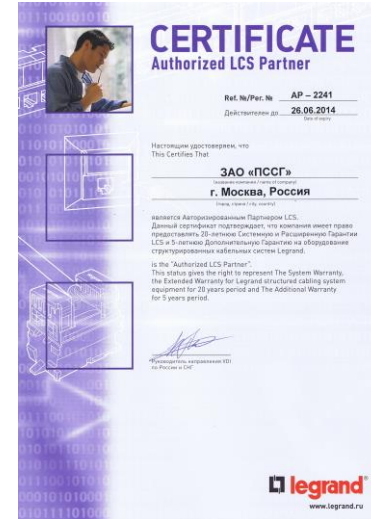 CERTIFICATE
Authorized LCS Partner
Ref. №/Рег. № АР – 2241
Действителен до 26.06.2014
Date of expiry
Настоящим удостоверяем, что
This Certifies That
ЗАО «ПССГ»
(название компании / name of company)
г. Москва, Россия
(город, страна / city, country)
является Авторизованным Партнером LCS.
Данный сертификат подтверждает, что компания имеет право
предоставлять 20-летнюю Системную и Расширенную Гарантии
LCS и 5-летнюю Дополнительную Гарантию на оборудование
структурированных кабельных систем Legrand.
is the "Authorized LCS Partner".
This status gives the right to represent The System Warranty,
the Extended Warranty for Legrand structured cabling system
equipment for 20 years period and The Additional Warranty
for 5 years period.
Руководитель направления VDI
по России и СНГ
legrand
www.legrand.ru